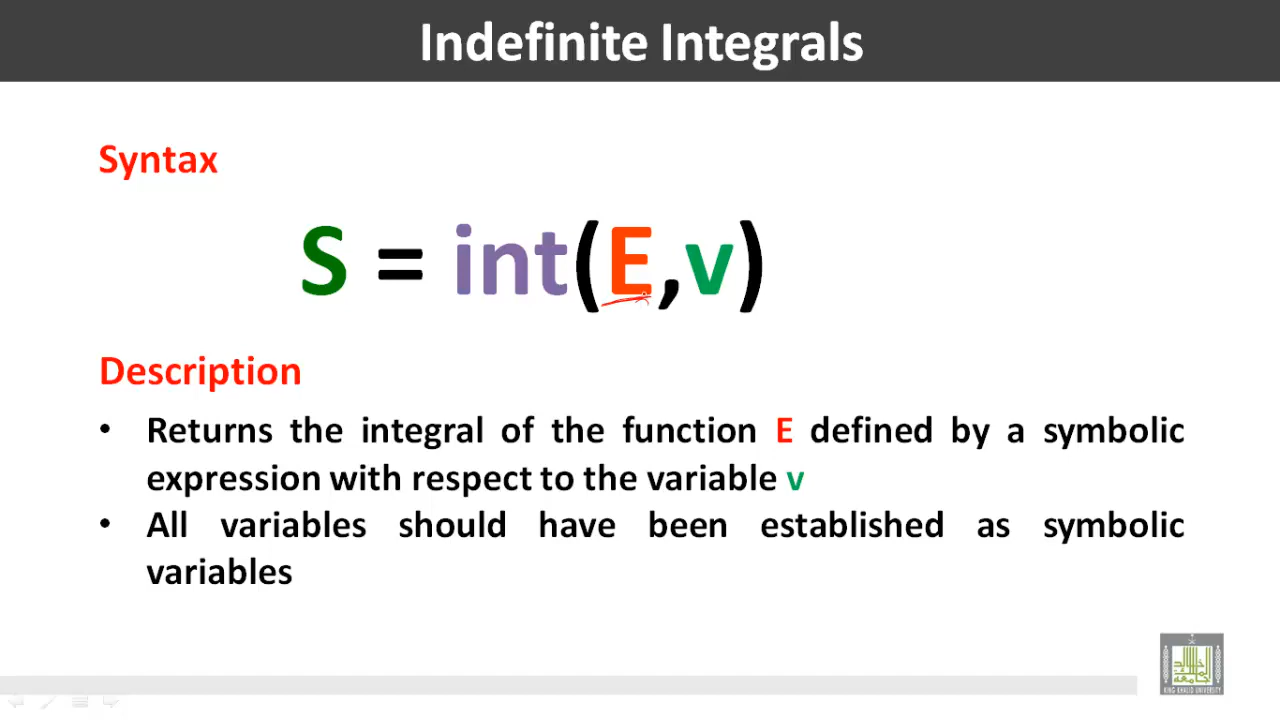 Indefinite Integrals
Syntax
S = int(E,v)
Description
• Returns the integral of the function E defined by a symbolic
expression with respect to the variable v
• All variables should have been established as symbolic
variables
KING KHALID UNIVERSITY